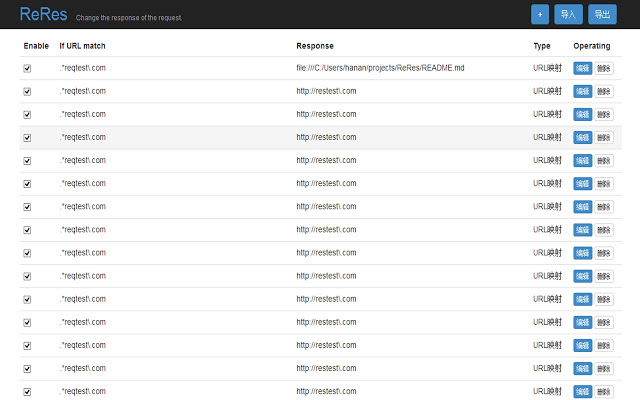 ReRes Change the response of the request. + 导入 导出
Enable If URL match Response Type Operating
.*reqtest\.com file:///C:/Users/hanan/projects/ReRes/README.md URL映射 编辑 删除
.*reqtest\.com http://restest\.com URL映射 编辑 删除
.*reqtest\.com http://restest\.com URL映射 编辑 删除
.*reqtest\.com http://restest\.com URL映射 编辑 删除
.*reqtest\.com http://restest\.com URL映射 编辑 删除
.*reqtest\.com http://restest\.com URL映射 编辑 删除
.*reqtest\.com http://restest\.com URL映射 编辑 删除
.*reqtest\.com http://restest\.com URL映射 编辑 删除
.*reqtest\.com http://restest\.com URL映射 编辑 删除
.*reqtest\.com http://restest\.com URL映射 编辑 删除
.*reqtest\.com http://restest\.com URL映射 编辑 删除
.*reqtest\.com http://restest\.com URL映射 编辑 删除
.*reqtest\.com http://restest\.com URL映射 编辑 删除
.*reqtest\.com http://restest\.com URL映射 编辑 删除
.*reqtest\.com http://restest\.com URL映射 编辑 删除